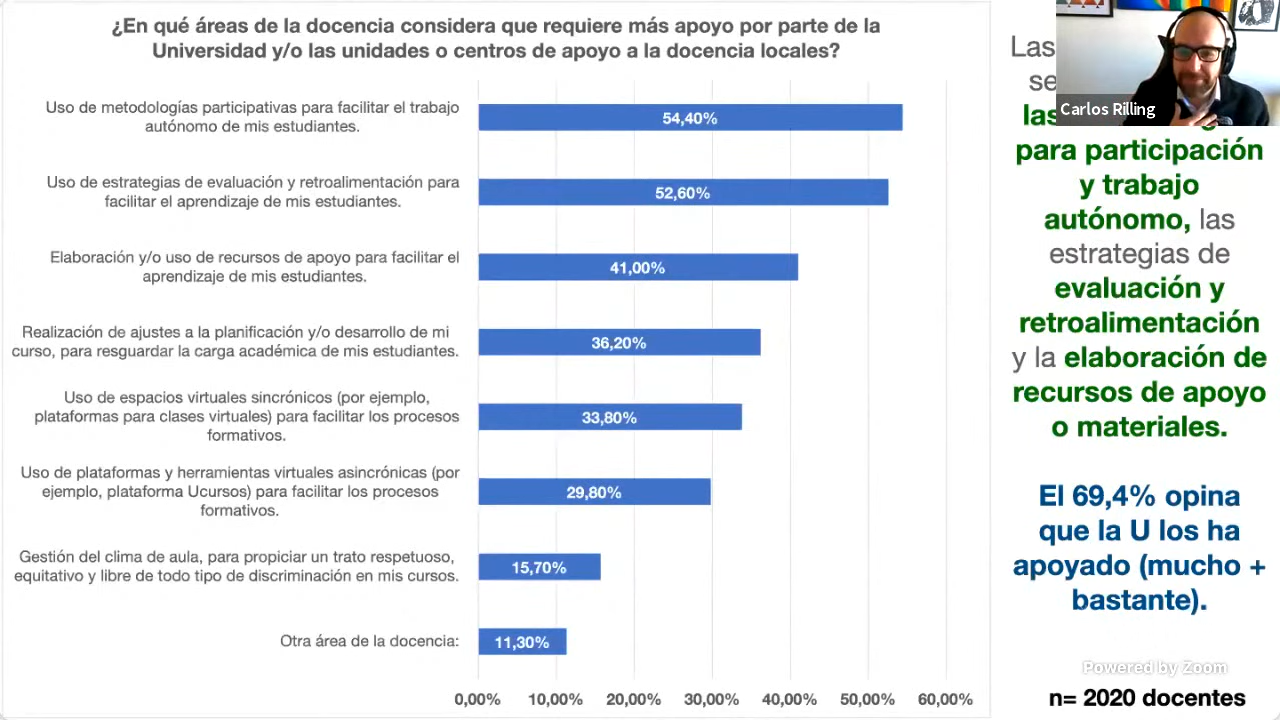 ¿En qué áreas de la docencia considera que requiere más apoyo por parte de la
Universidad y/o las unidades o centros de apoyo a la docencia locales?
Uso de metodologías participativas para facilitar el trabajo
autónomo de mis estudiantes.
54,40%
Uso de estrategias de evaluación y retroalimentación para
facilitar el aprendizaje de mis estudiantes.
52,60%
Elaboración y/o uso de recursos de apoyo para facilitar el
aprendizaje de mis estudiantes.
41,00%
Realización de ajustes a la planificación y/o desarrollo de mi
curso, para resguardar la carga académica de mis estudiantes.
36,20%
Uso de espacios virtuales sincrónicos (por ejemplo,
plataformas para clases virtuales) para facilitar los procesos
formativos.
33,80%
Uso de plataformas y herramientas virtuales asincrónicas (por
ejemplo, plataforma Ucursos) para facilitar los procesos
formativos.
29,80%
Gestión del clima de aula, para propiciar un trato respetuoso,
equitativo y libre de todo tipo de discriminación en mis cursos.
15,70%
Otra área de la docencia:
11,30%
0,00% 10,00% 20,00% 30,00% 40,00% 50,00% 60,00%
Carlos Rilling
Las
las
para participación
y trabajo
autónomo, las
estrategias de
evaluación y
retroalimentación
y la elaboración de
recursos de apoyo
o materiales.
El 69,4% opina
que la U los ha
apoyado (mucho +
bastante).
Powered by Zoom
n= 2020 docentes